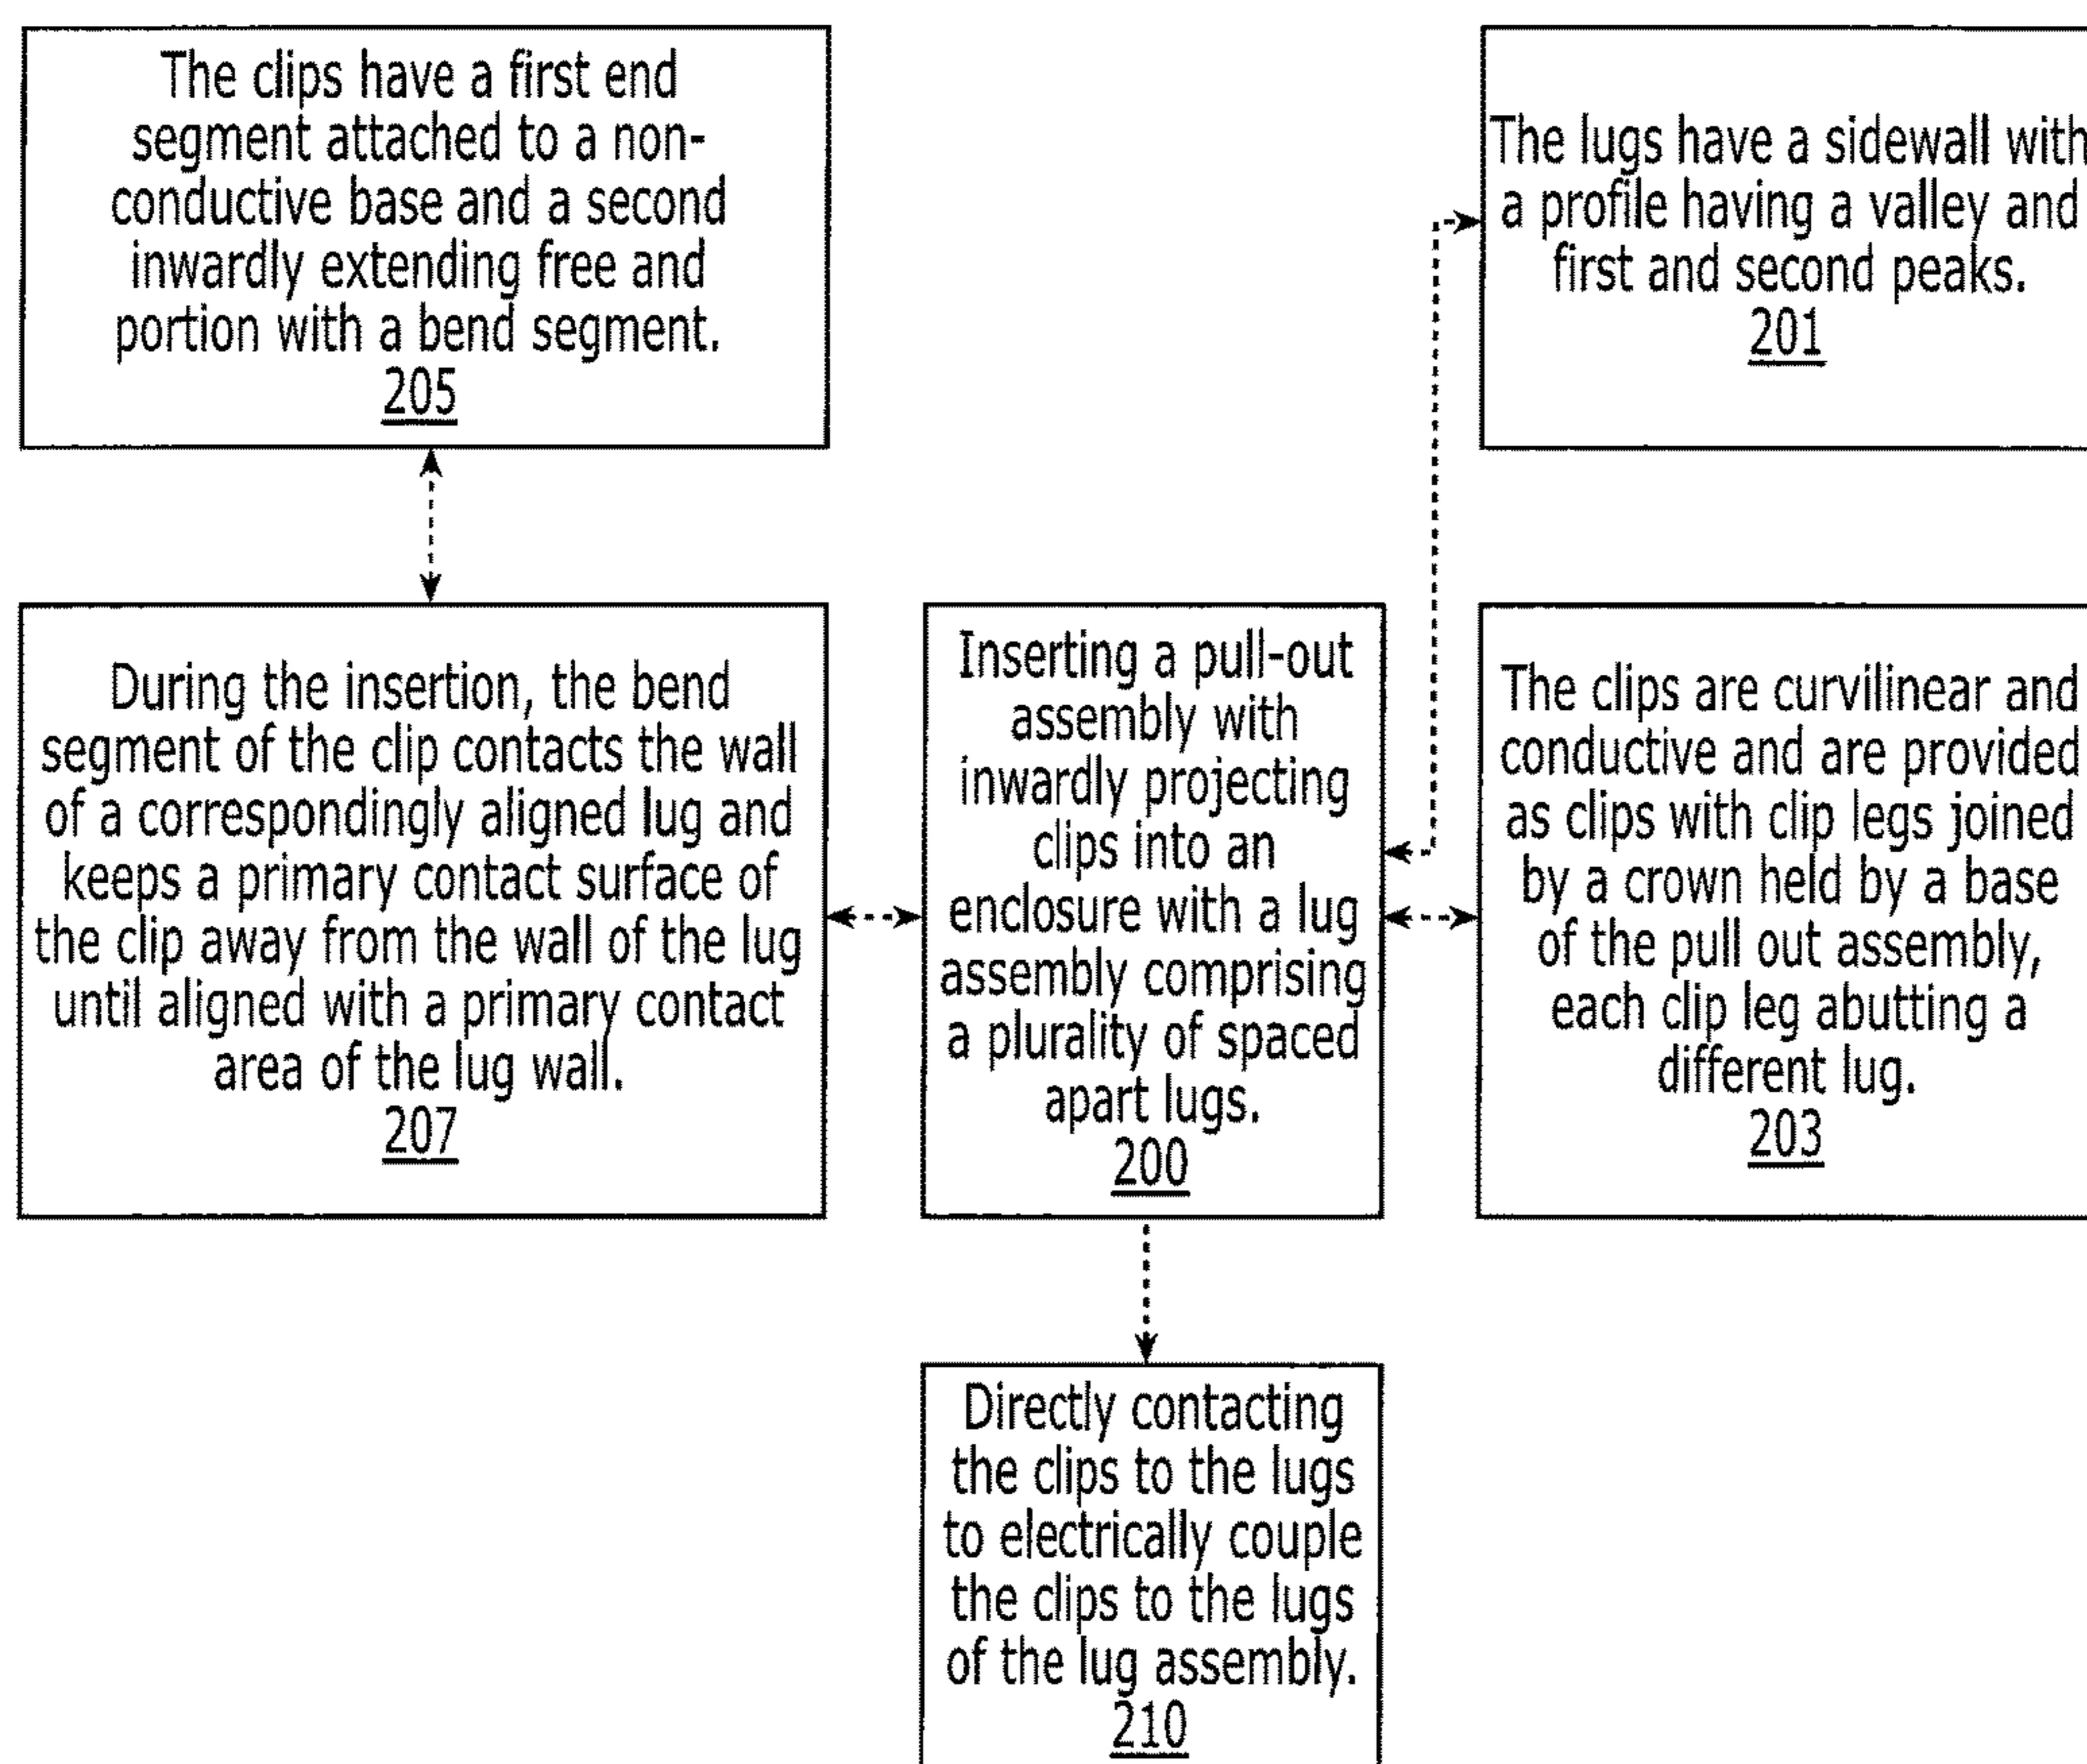 The clips have a first end
segment attached to a non-
conductive base and a second
inwardly extending free and
portion with a bend segment.
205
The lugs have a sidewall with
a profile having a valley and
first and second peaks.
201
During the insertion, the bend
segment of the clip contacts the wall
of a correspondingly aligned lug and
keeps a primary contact surface of
the clip away from the wall of the lug
until aligned with a primary contact
area of the lug wall.
207
Inserting a pull-out
assembly with
inwardly projecting
clips into an
enclosure with a lug
assembly comprising
a plurality of spaced
apart lugs.
200
The clips are curvilinear and
conductive and are provided
as clips with clip legs joined
by a crown held by a base
of the pull out assembly,
each clip leg abutting a
different lug.
203
Directly contacting
the clips to the lugs
to electrically couple
the clips to the lugs
of the lug assembly.
210